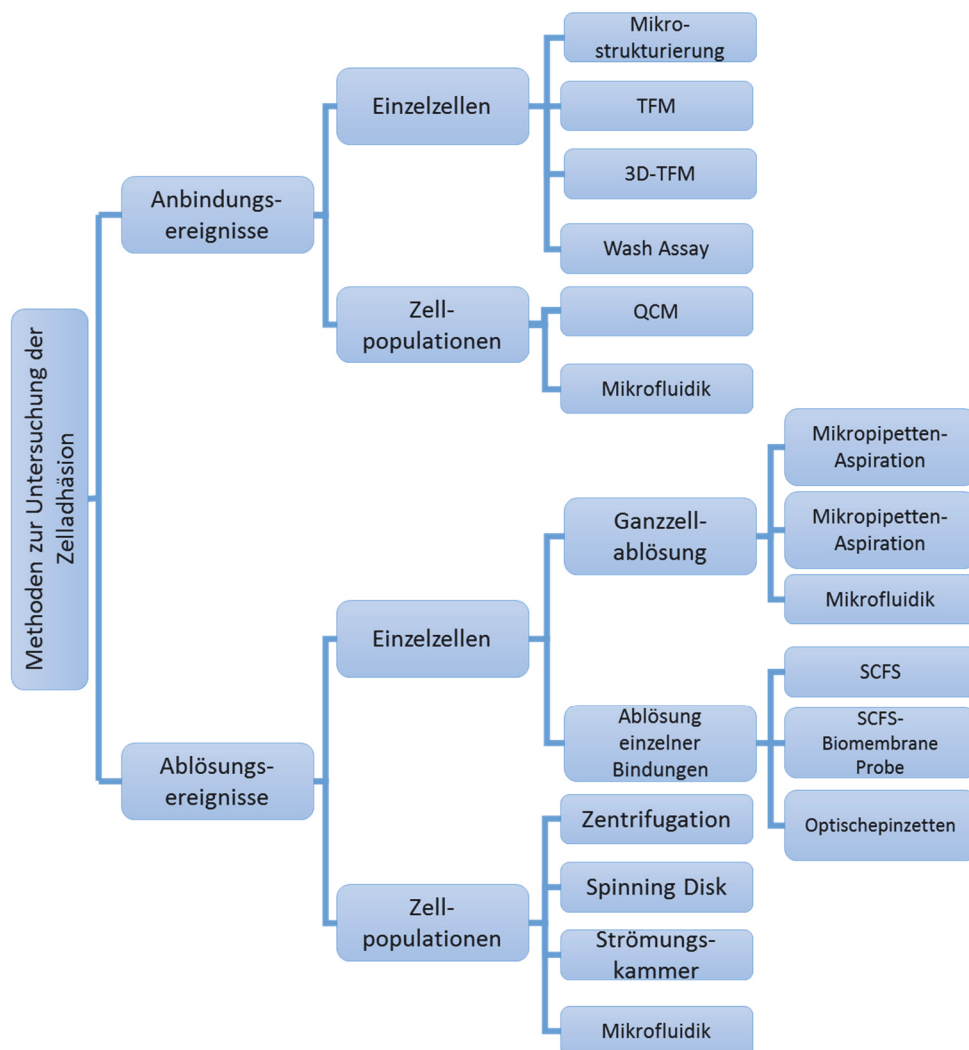 Methoden zur Untersuchung der
Zelladhäsion
Anbindungs-
ereignisse
Einzelzellen
Mikro-
strukturierung
TFM
3D-TFM
Wash Assay
Zell-
populationen
QCM
Mikrofluidik
Ablösungs-
ereignisse
Einzelzellen
Ganzzell-
ablösung
Mikropipetten-
Aspiration
Mikropipetten-
Aspiration
Mikrofluidik
Ablösung
einzelner
Bindungen
SCFS
SCFS-
Biomembrane
Probe
Optischepinzetten
Zell-
populationen
Zentrifugation
Spinning Disk
Strömungs-
kammer
Mikrofluidik